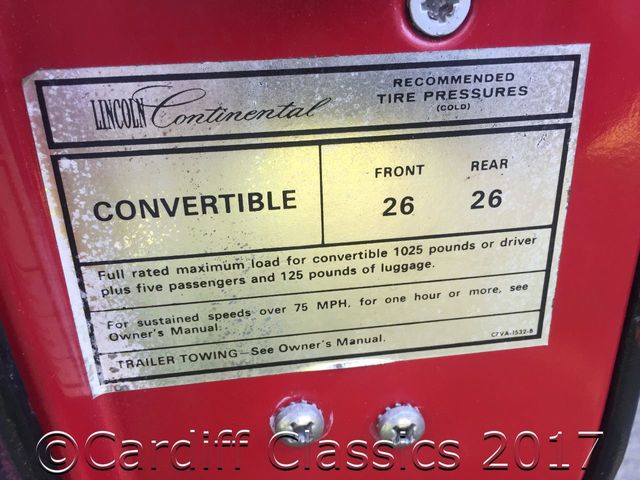 LINCOLN Continental
RECOMMENDED
TIRE PRESSURES
(COLD)
CONVERTIBLE
FRONT REAR
26 26
Full rated maximum load for convertible 1025 pounds or driver
plus five passengers and 125 pounds of luggage.
For sustained speeds over 75 MPH, for one hour or more, see
Owner's Manual.
C7VA-1532-B
TRAILER TOWING—See Owner's Manual.
©Cardiff Classics 2017